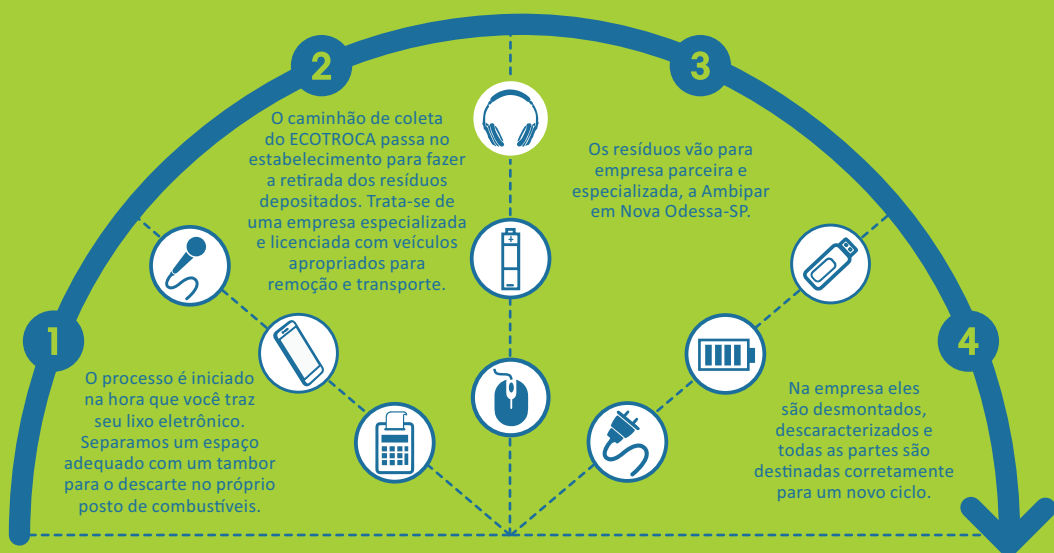 1
O processo é iniciado
na hora que você traz
seu lixo eletrônico.
Separamos um espaço
adequado com um tambor
para o descarte no próprio
posto de combustíveis.
2
O caminhão de coleta
do ECOTROCA passa no
estabelecimento para fazer
a retirada dos resíduos
depositados. Trata-se de
uma empresa especializada
e licenciada com veículos
apropriados para
remoção e transporte.
3
Os resíduos vão para
empresa parceira e
especializada, a Ambipar
em Nova Odessa-SP.
4
Na empresa eles
são desmontados,
descaracterizados e
todas as partes são
destinadas corretamente
para um novo ciclo.